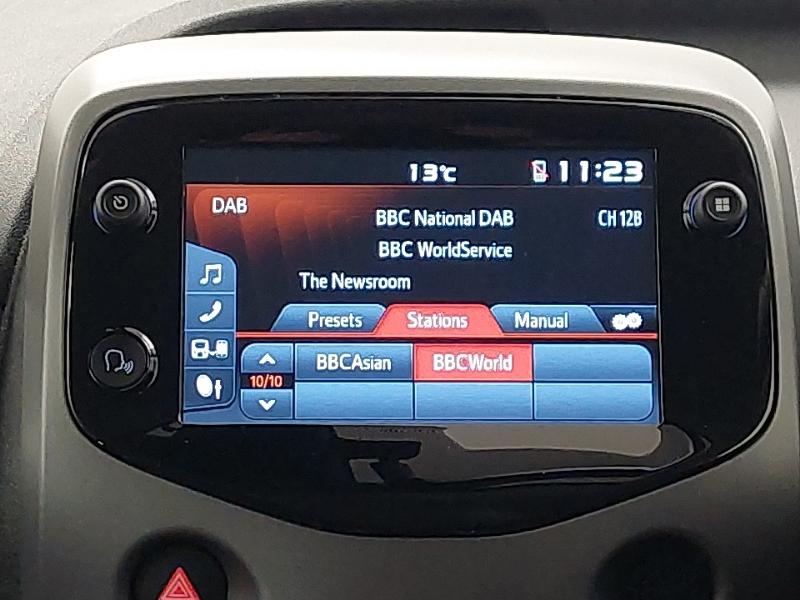 13°C 11:23
DAB
BBC National DAB CH 12B
BBC WorldService
The Newsroom
Presets Stations Manual
BBCAsian BBCWorld
10/10